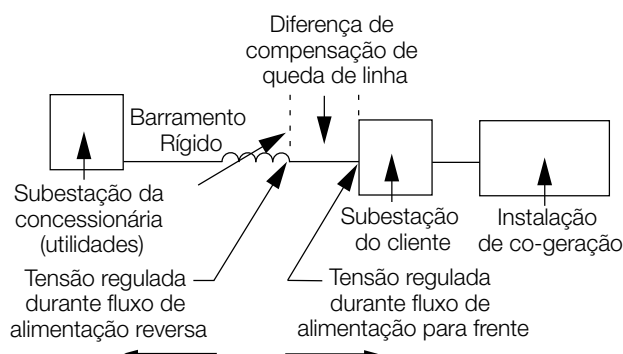 Diferença de
compensação de
queda de linha
Barramento
Rígido
Subestação da
concessionária
(utilidades)
Subestação
do cliente
Instalação
de co-geração
Tensão regulada
durante fluxo de
alimentação reversa
Tensão regulada
durante fluxo de
alimentação para frente